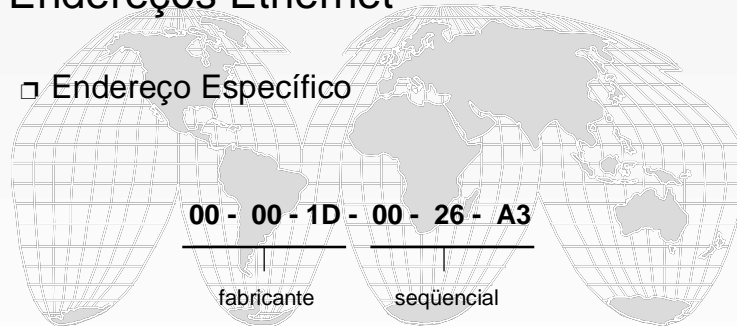 Endereços Ethernet
❒ Endereço Específico
00 - 00 - 1D - 00 - 26 - A3
fabricante seqüencial